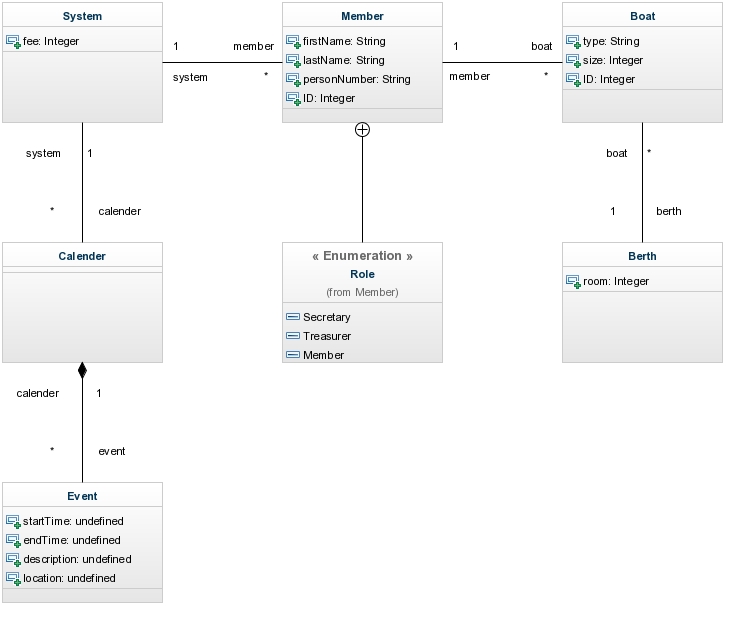 System
fee: Integer
Member
firstName: String
lastName: String
personNumber: String
ID: Integer
Boat
type: String
size: Integer
ID: Integer
1 member
system *
1 boat
member *
system 1
* calender
boat *
1 berth
Calender
« Enumeration »
Role
(from Member)
Secretary
Treasurer
Member
Berth
room: Integer
calender 1
* event
Event
startTime: undefined
endTime: undefined
description: undefined
location: undefined